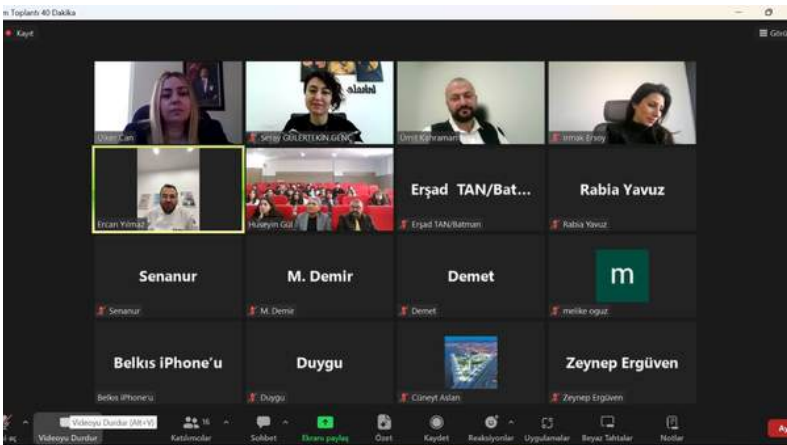 m Toplantı 40 Dakika
Kayıt
Ülker Can
Simay GÜLERTEKİN GENÇ
Ümit Kahraman
Irmak Ersoy
Ercan Yılmaz
Hüseyin Gül
Erşad TAN/Bat...
Erşad TAN/Batman
Rabia Yavuz
Rabia Yavuz
Senanur
Senanur
M. Demir
M. Demir
Demet
Demet
m
melike oguz
Belkıs iPhone'u
Belkıs iPhone'u
Duygu
Duygu
Cüneyt Aslan
Zeynep Ergüven
Zeynep Ergüven
Videoyu Durdur (Alt+V)
16
aç
Videoyu Durdur
Katılımcılar
Sohbet
Ekranı paylaş
Özet
Kaydet
Reaksiyonlar
Uygulamalar
Beyaz Tahtalar
Notlar